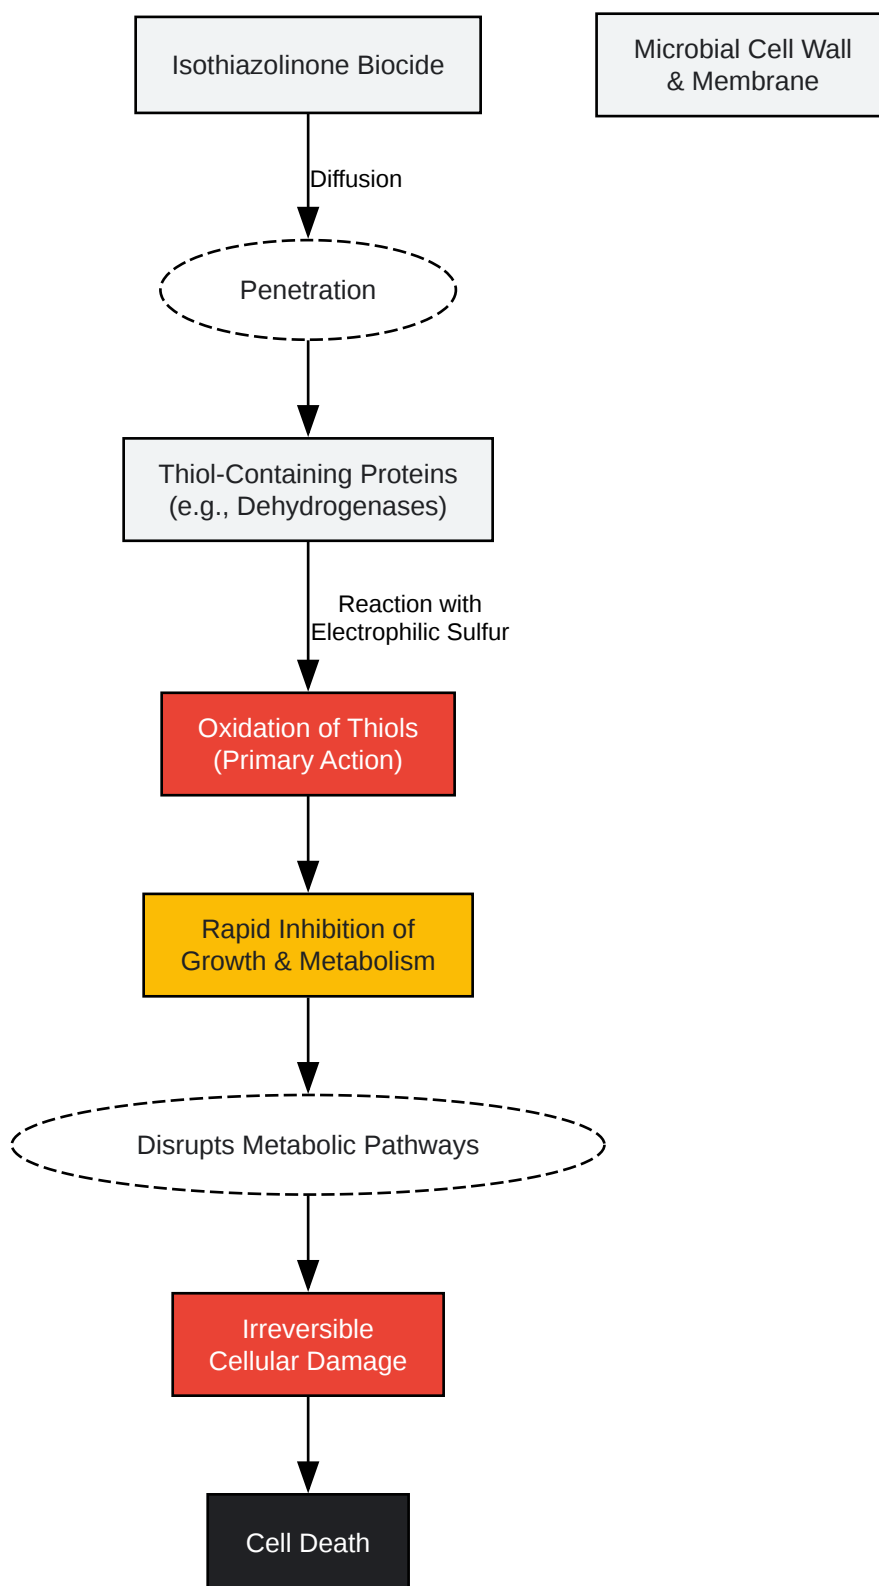 Isothiazolinone Biocide
Microbial Cell Wall
& Membrane
Diffusion
Penetration
Thiol-Containing Proteins
(e.g., Dehydrogenases)
Reaction with
Electrophilic Sulfur
Oxidation of Thiols
(Primary Action)
Rapid Inhibition of
Growth & Metabolism
Disrupts Metabolic Pathways
Irreversible
Cellular Damage
Cell Death